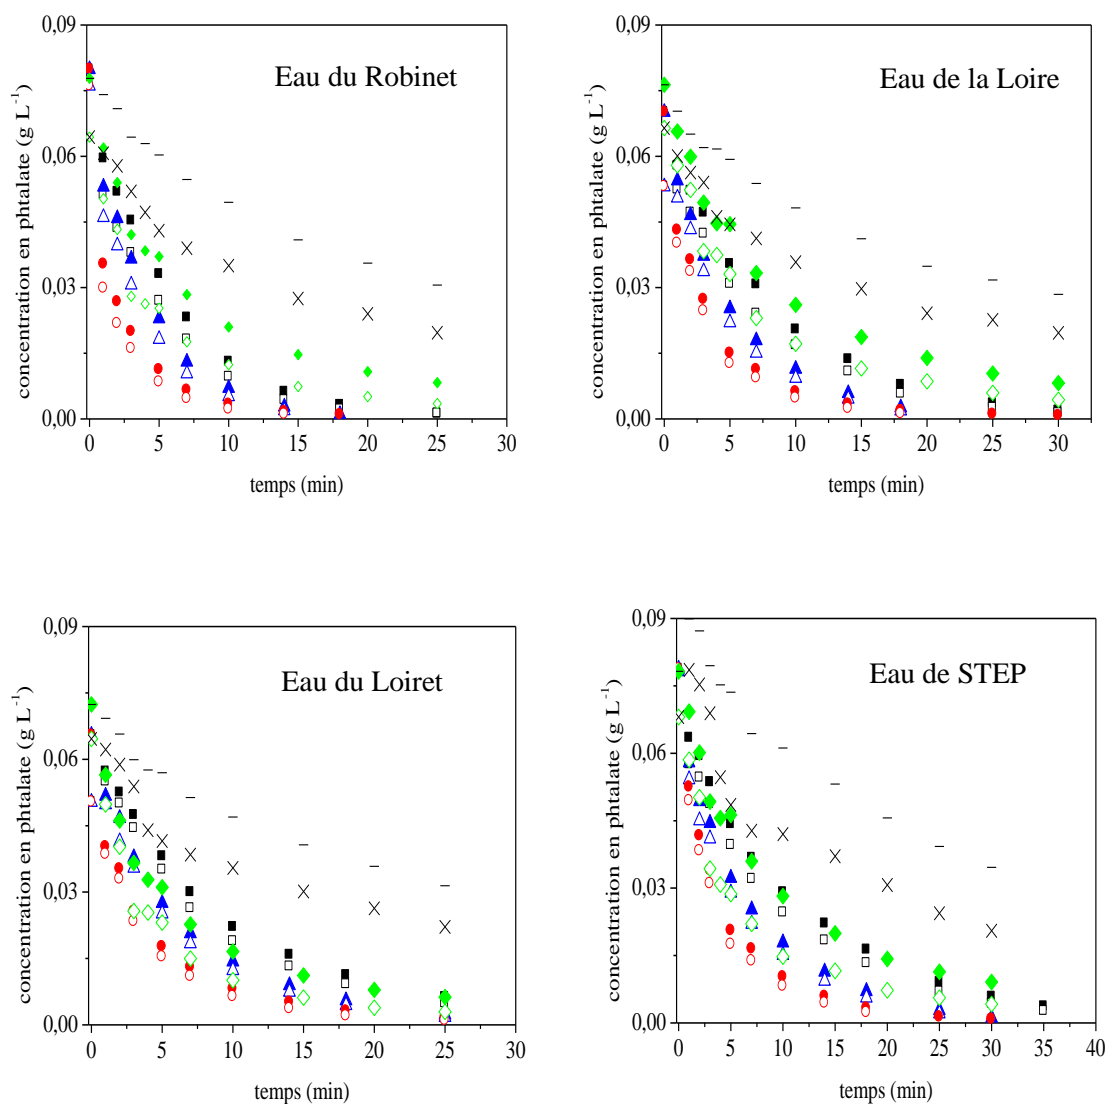 Eau du Robinet
concentration en phtalate (g L⁻¹)
0,09
0,06
0,03
0,00
0 5 10 15 20 25 30
temps (min)
Eau de la Loire
concentration en phtalate (g L⁻¹)
0,09
0,06
0,03
0,00
0 5 10 15 20 25 30
temps (min)
Eau du Loiret
concentration en phtalate (g L⁻¹)
0,09
0,06
0,03
0,00
0 5 10 15 20 25 30
temps (min)
Eau de STEP
concentration en phtalate (g L⁻¹)
0,09
0,06
0,03
0,00
0 5 10 15 20 25 30 35 40
temps (min)